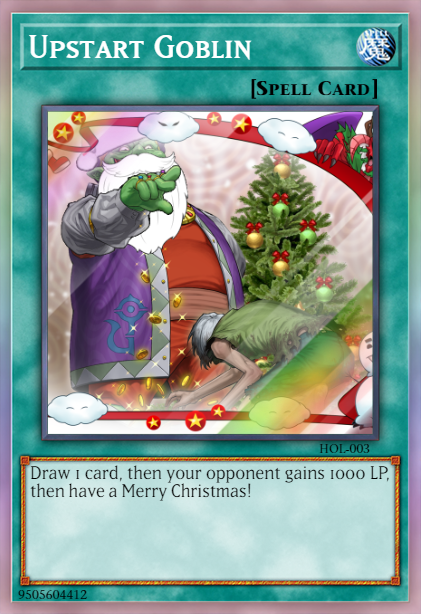 Upstart Goblin
魔
[Spell Card]
HOL-003
Draw 1 card, then your opponent gains 1000 LP,
then have a Merry Christmas!
9505604412